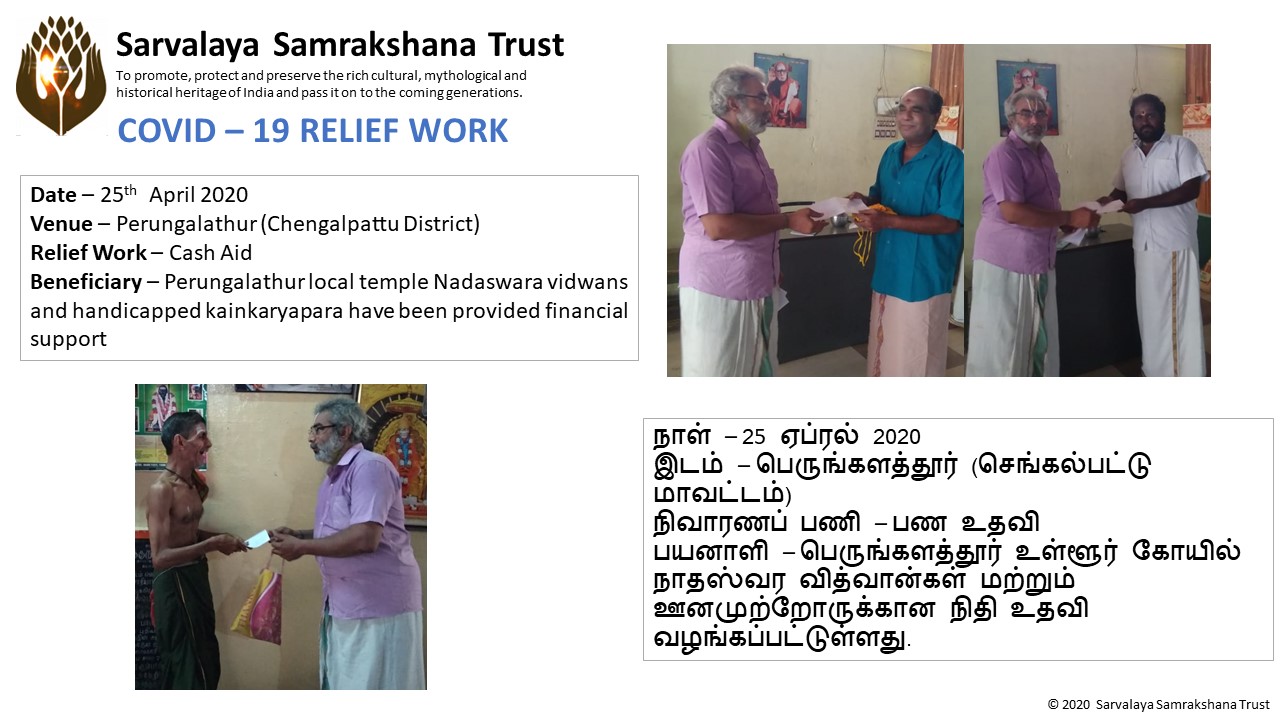 Sarvalaya Samrakshana Trust
To promote, protect and preserve the rich cultural, mythological and
historical heritage of India and pass it on to the coming generations.
COVID – 19 RELIEF WORK
Date – 25th April 2020
Venue – Perungalathur (Chengalpattu District)
Relief Work – Cash Aid
Beneficiary – Perungalathur local temple Nadaswara vidwans
and handicapped kainkaryapara have been provided financial
support
நாள் – 25 ஏப்ரல் 2020
இடம் – பெருங்களத்தூர் (செங்கல்பட்டு
மாவட்டம்)
நிவாரணப் பணி – பண உதவி
பயனாளி – பெருங்களத்தூர் உள்ளூர் கோயில்
நாதஸ்வர வித்வான்கள் மற்றும்
ஊனமுற்றோருக்கான நிதி உதவி
வழங்கப்பட்டுள்ளது.
© 2020 Sarvalaya Samrakshana Trust